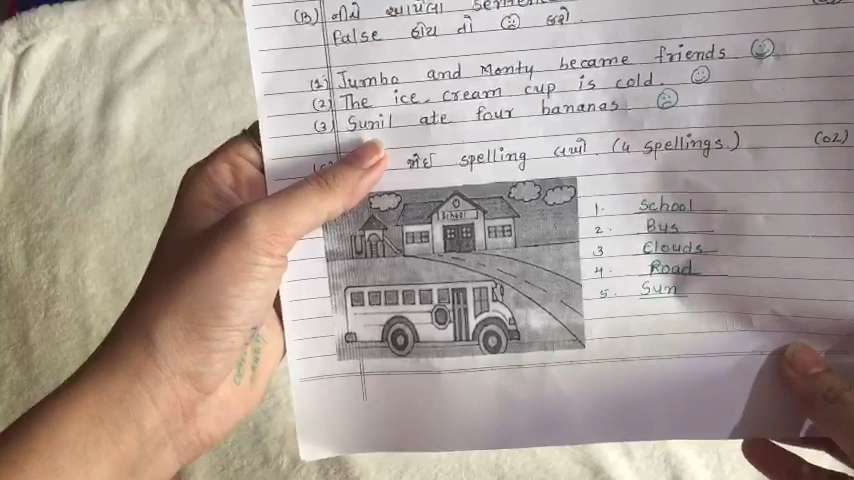 (B) નીચે આપેલા sentence
false હોય તો ☹ કરો.
(1) Jumbo and Monty became friends. ☺
(2) The ice-cream cup is cold. ☺
(3) Sunil ate four bananas. ☹
જોઈ spelling લખો. (4 spellings.) (02)
School
1. School
2. Bus
3 Clouds
4. Road
5. Sun